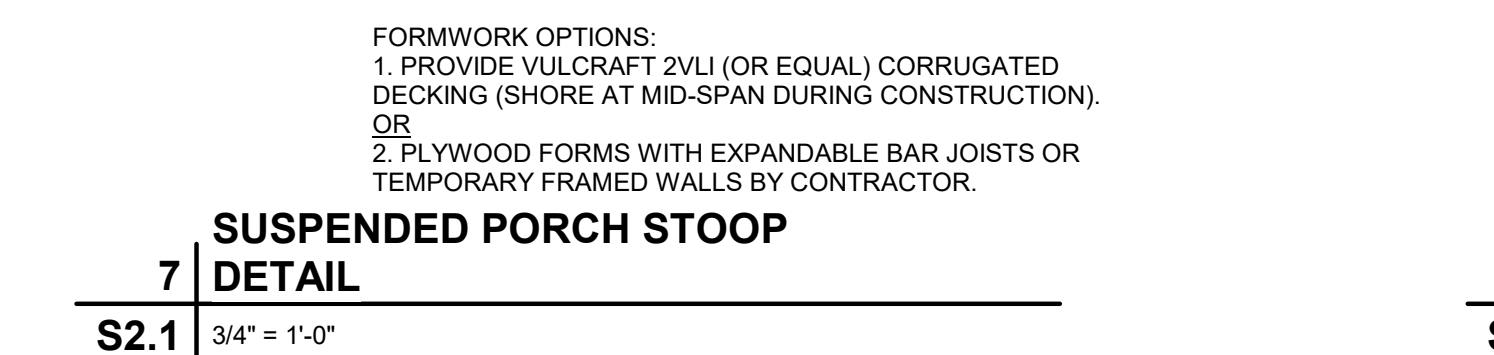 FORMWORK OPTIONS:
1. PROVIDE VULCRAFT 2VLI (OR EQUAL) CORRUGATED
DECKING (SHORE AT MID-SPAN DURING CONSTRUCTION).
OR
2. PLYWOOD FORMS WITH EXPANDABLE BAR JOISTS OR
TEMPORARY FRAMED WALLS BY CONTRACTOR.
SUSPENDED PORCH STOOP
7 DETAIL
S2.1 3/4" = 1'-0"